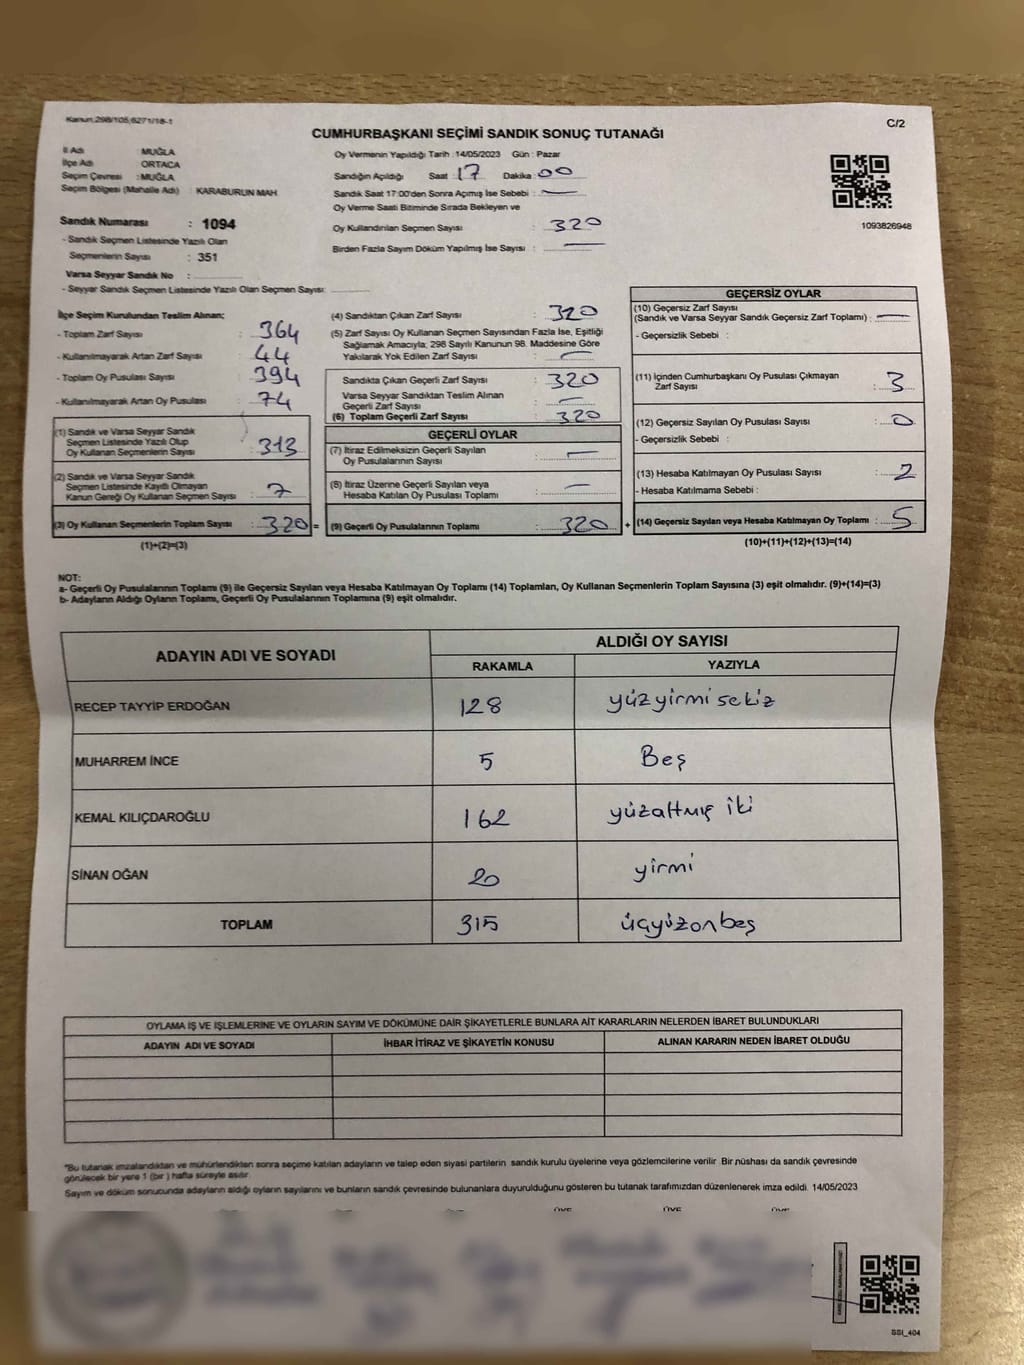 Kanun:298/105,6271/18-1
C/2
CUMHURBAŞKANI SEÇİMİ SANDIK SONUÇ TUTANAĞI
İl Adı : MUĞLA
İlçe Adı : ORTACA
Seçim Çevresi : MUĞLA
Seçim Bölgesi (Mahalle Adı) : KARABURUN MAH
Sandık Numarası : 1094
- Sandık Seçmen Listesinde Yazılı Olan
Seçmenlerin Sayısı : 351
Varsa Seyyar Sandık No :
- Seyyar Sandık Seçmen Listesinde Yazılı Olan Seçmen Sayısı:
Oy Vermenin Yapıldığı Tarih :14/05/2023 Gün : Pazar
Sandığın Açıldığı Saat : 17 Dakika : 00
Sandık Saat 17:00'den Sonra Açmış İse Sebebi : —
Oy Verme Saati Bitiminde Sırada Bekleyen ve
Oy Kullandırılan Seçmen Sayısı : 320
Birden Fazla Sayım Döküm Yapılmış İse Sayısı : —
1093826948
İlçe Seçim Kurulundan Teslim Alınan;
- Toplam Zarf Sayısı : 364
- Kullanılmayarak Artan Zarf Sayısı : 44
- Toplam Oy Pusulası Sayısı : 394
- Kullanılmayarak Artan Oy Pusulası : 74
(1) Sandık ve Varsa Seyyar Sandık
Seçmen Listesinde Yazılı Olup
Oy Kullanan Seçmenlerin Sayısı : 313
(2) Sandık ve Varsa Seyyar Sandık
Seçmen Listesinde Kayıtlı Olmayan
Kanun Gereği Oy Kullanan Seçmen Sayısı : 7
(3) Oy Kullanan Seçmenlerin Toplam Sayısı : 320 =
(1)+(2)=(3)
(4) Sandıktan Çıkan Zarf Sayısı : 320
(5) Zarf Sayısı Oy Kullanan Seçmen Sayısından Fazla İse, Eşitliği
Sağlamak Amacıyla; 298 Sayılı Kanunun 98. Maddesine Göre
Yakılarak Yok Edilen Zarf Sayısı : —
Sandıkta Çıkan Geçerli Zarf Sayısı : 320
Varsa Seyyar Sandıktan Teslim Alınan
Geçerli Zarf Sayısı : —
(6) Toplam Geçerli Zarf Sayısı : 320
GEÇERLİ OYLAR
(7) İtiraz Edilmeksizin Geçerli Sayılan
Oy Pusulalarının Sayısı : —
(8) İtiraz Üzerine Geçerli Sayılan veya
Hesaba Katılan Oy Pusulası Toplamı : —
(9) Geçerli Oy Pusulalarının Toplamı : 320 +
GEÇERSİZ OYLAR
(10) Geçersiz Zarf Sayısı
(Sandık ve Varsa Seyyar Sandık Geçersiz Zarf Toplamı) : —
- Geçersizlik Sebebi :
(11) İçinden Cumhurbaşkanı Oy Pusulası Çıkmayan
Zarf Sayısı : 3
(12) Geçersiz Sayılan Oy Pusulası Sayısı : 0
- Geçersizlik Sebebi :
(13) Hesaba Katılmayan Oy Pusulası Sayısı : 2
- Hesaba Katılmama Sebebi :
(14) Geçersiz Sayılan veya Hesaba Katılmayan Oy Toplamı : 5
(10)+(11)+(12)+(13)=(14)
NOT:
a- Geçerli Oy Pusulalarının Toplamı (9) ile Geçersiz Sayılan veya Hesaba Katılmayan Oy Toplamı (14) Toplamları, Oy Kullanan Seçmenlerin Toplam Sayısına (3) eşit olmalıdır. (9)+(14)=(3)
b- Adayların Aldığı Oyların Toplamı, Geçerli Oy Pusulalarının Toplamına (9) eşit olmalıdır.
ADAYIN ADI VE SOYADI
ALDIĞI OY SAYISI
RAKAMLA YAZIYLA
RECEP TAYYİP ERDOĞAN 128 yüzyirmi sekiz
MUHARREM İNCE 5 Beş
KEMAL KILIÇDAROĞLU 162 yüzaltmış iki
SİNAN OĞAN 20 yirmi
TOPLAM 315 üçyüzonbeş
OYLAMA İŞ VE İŞLEMLERİNE VE OYLARIN SAYIM VE DÖKÜMÜNE DAİR ŞİKAYETLERLE BUNLARA AİT KARARLARIN NELERDEN İBARET BULUNDUKLARI
ADAYIN ADI VE SOYADI İHBAR İTİRAZ VE ŞİKAYETİN KONUSU ALINAN KARARIN NEDEN İBARET OLDUĞU
*Bu tutanak imzalandıktan ve mühürlendikten sonra seçime katılan adayların ve talep eden siyasi partilerin sandık kurulu üyelerine veya gözlemcilerine verilir .Bir nüshası da sandık çevresinde
görülecek bir yere 1 (bir ) hafta süreyle asılır.
Sayım ve döküm sonucunda adayların aldığı oyların sayılarını ve bunların sandık çevresinde bulunanlara duyurulduğunu gösteren bu tutanak tarafımızdan düzenlenerek imza edildi. 14/05/2023
ÜYE ÜYE ÜYE
SSI_404